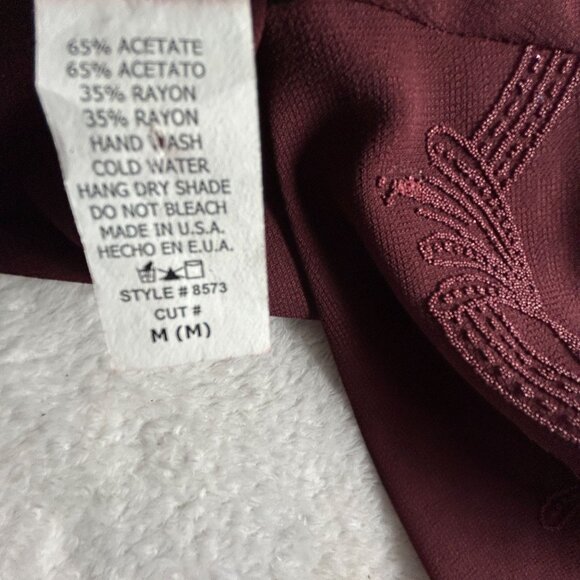 65% ACETATE
65% ACETATO
35% RAYON
35% RAYON
HAND WASH
COLD WATER
HANG DRY SHADE
DO NOT BLEACH
MADE IN U.S.A.
HECHO EN E.U.A.
STYLE # 8573
CUT #
M (M)